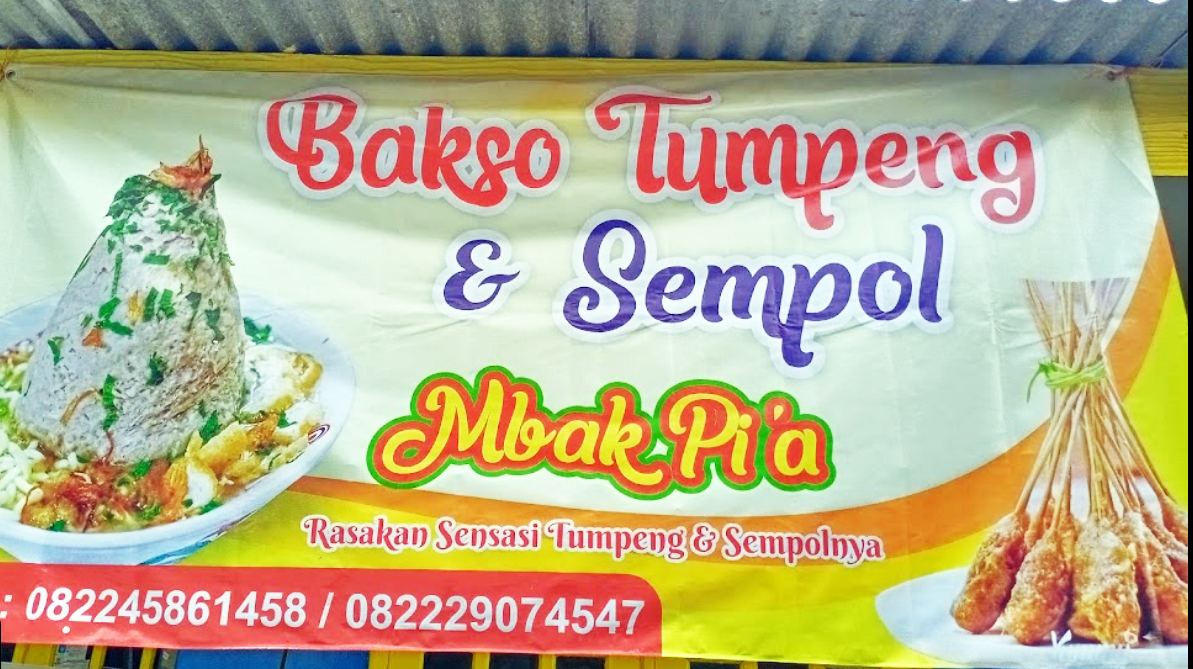 Bakso Tumpeng
& Sempol
Mbak Pi'a
Rasakan Sensasi Tumpeng & Sempolnya
: 082245861458 / 082229074547